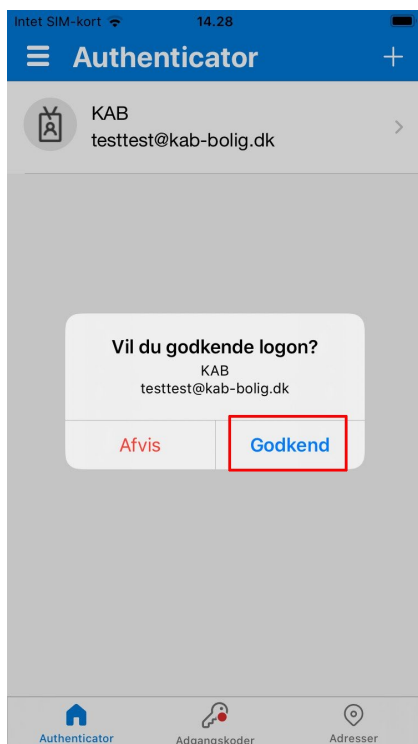 Intet SIM-kort 14.28
Authenticator
KAB
testtest@kab-bolig.dk
Vil du godkende logon?
KAB
testtest@kab-bolig.dk
Afvis Godkend
Authenticator Adgangskoder Adresser